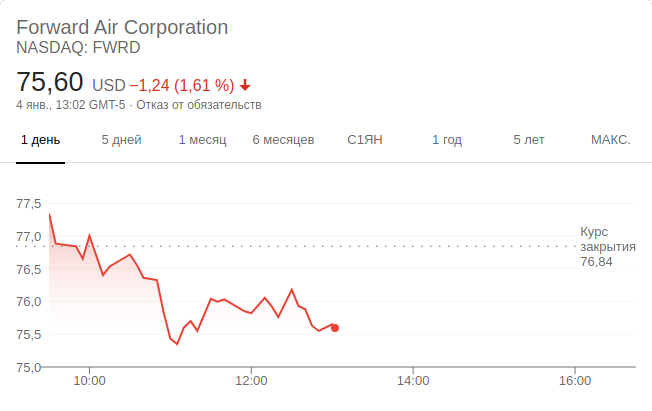 Forward Air Corporation
NASDAQ: FWRD
75,60 USD −1,24 (1,61 %)
4 янв., 13:02 GMT-5 · Отказ от обязательств
1 день 5 дней 1 месяц 6 месяцев С1ЯН 1 год 5 лет МАКС.
77,5
77,0
76,5
76,0
75,5
75,0
Курс
закрытия
76,84
10:00 12:00 14:00 16:00